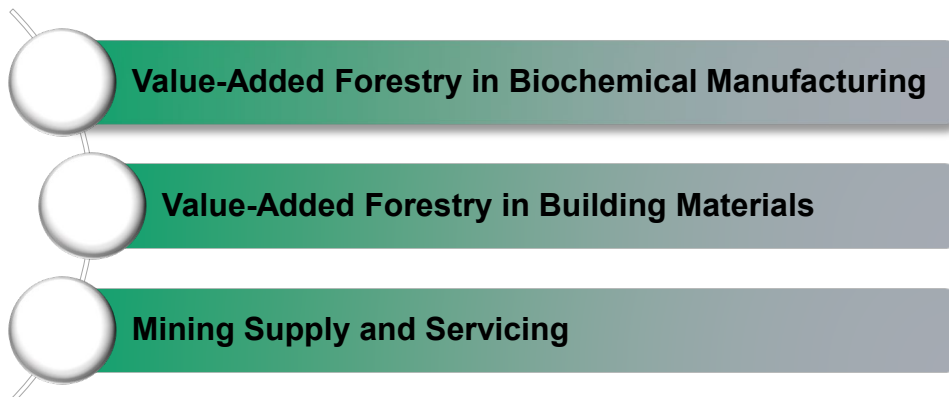 Value-Added Forestry in Biochemical Manufacturing
Value-Added Forestry in Building Materials
Mining Supply and Servicing